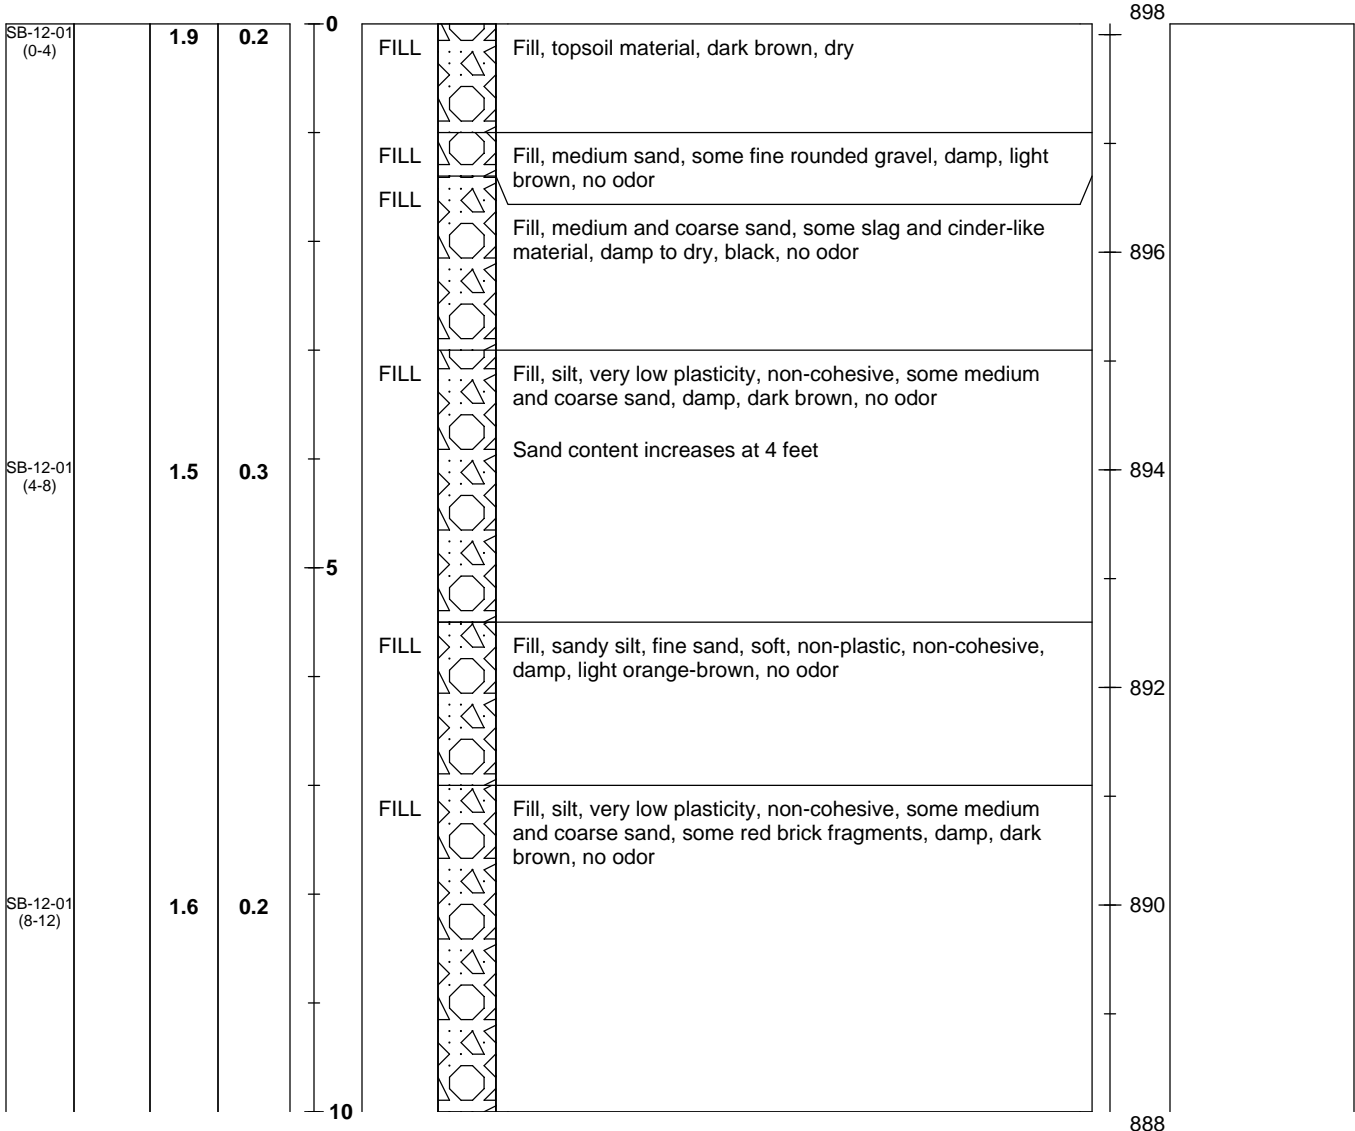 898
SB-12-01
(0-4)
1.9
0.2
0
FILL
Fill, topsoil material, dark brown, dry
FILL
Fill, medium sand, some fine rounded gravel, damp, light
brown, no odor
FILL
Fill, medium and coarse sand, some slag and cinder-like
material, damp to dry, black, no odor
896
FILL
Fill, silt, very low plasticity, non-cohesive, some medium
and coarse sand, damp, dark brown, no odor
Sand content increases at 4 feet
SB-12-01
(4-8)
1.5
0.3
894
5
FILL
Fill, sandy silt, fine sand, soft, non-plastic, non-cohesive,
damp, light orange-brown, no odor
892
FILL
Fill, silt, very low plasticity, non-cohesive, some medium
and coarse sand, some red brick fragments, damp, dark
brown, no odor
SB-12-01
(8-12)
1.6
0.2
890
10
888